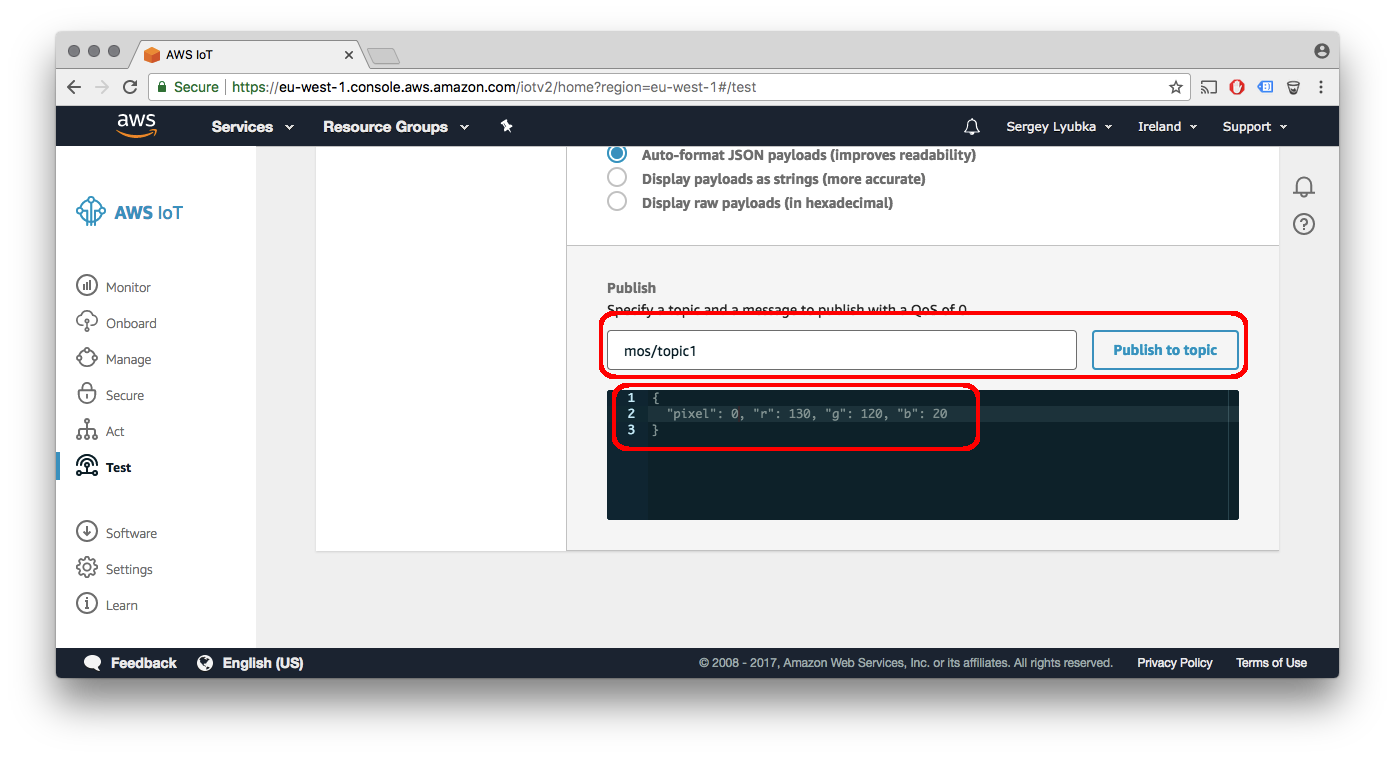 AWS IoT
Secure https://eu-west-1.console.aws.amazon.com/iotv2/home?region=eu-west-1#/test
aws Services Resource Groups Sergey Lyubka Ireland Support
AWS IoT
Monitor
Onboard
Manage
Secure
Act
Test
Software
Settings
Learn
Auto-format JSON payloads (improves readability)
Display payloads as strings (more accurate)
Display raw payloads (in hexadecimal)
Publish
Specify a topic and a message to publish with a QoS of 0.
mos/topic1 Publish to topic
1 {
2 "pixel": 0, "r": 130, "g": 120, "b": 20
3 }
Feedback English (US) © 2008 - 2017, Amazon Web Services, Inc. or its affiliates. All rights reserved. Privacy Policy Terms of Use